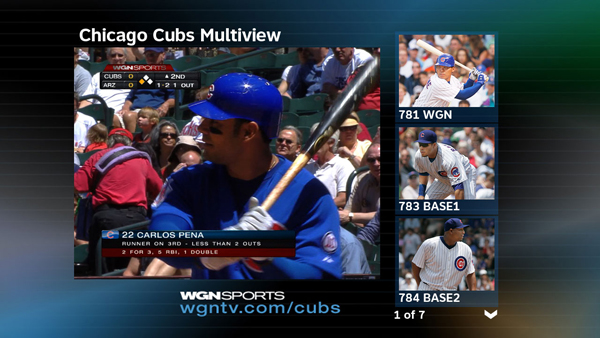 Chicago Cubs Multiview
WGNSPORTS
CUBS 0 ▲ 2ND
ARZ 0 1-2 1 OUT
22 CARLOS PENA
RUNNER ON 3RD - LESS THAN 2 OUTS
2 FOR 3, 5 RBI, 1 DOUBLE
WGNSPORTS
wgntv.com/cubs
781 WGN
783 BASE1
784 BASE2
1 of 7